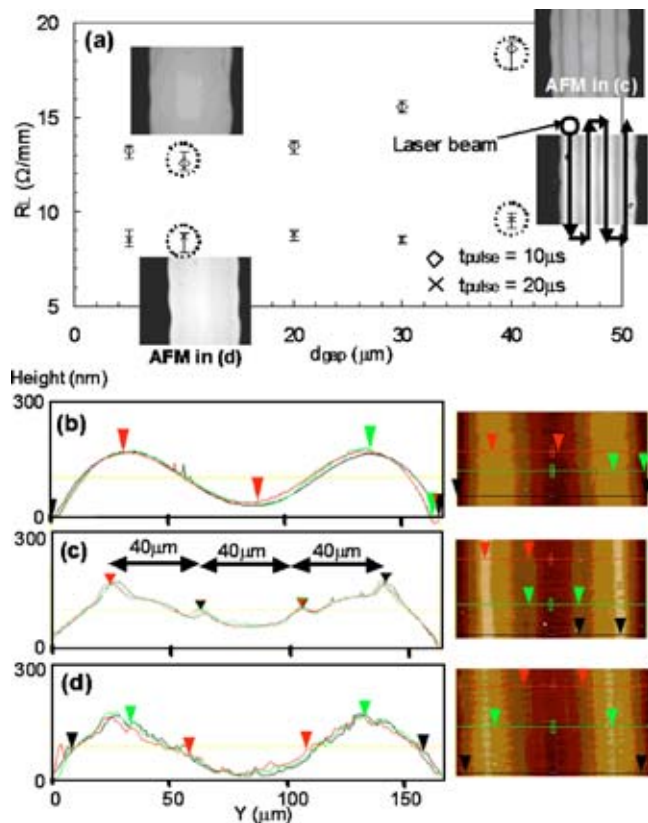 20
(a)
15
10
5
RL (Ω/mm)
AFM in (c)
Laser beam
tpulse = 10μs
tpulse = 20μs
0
20
30
40
50
AFM in (d)
dgap (μm)
Height (nm)
300
(b)
0
300
(c)
40μm
40μm
40μm
0
300
(d)
0
0
50
100
150
Y (μm)